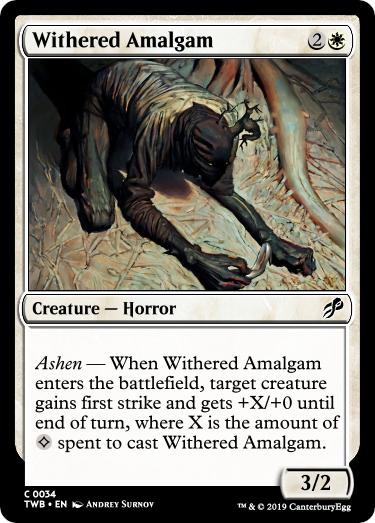 Withered Amalgam 2
Creature — Horror
Ashen — When Withered Amalgam
enters the battlefield, target creature
gains first strike and gets +X/+0 until
end of turn, where X is the amount of
spent to cast Withered Amalgam.
3/2
C 0034
TWB • EN Andrey Surnov
™ & © 2019 CanterburyEgg